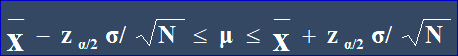 x̅ − z α/2 σ/ √N ≤ μ ≤ x̅ + z α/2 σ/ √N